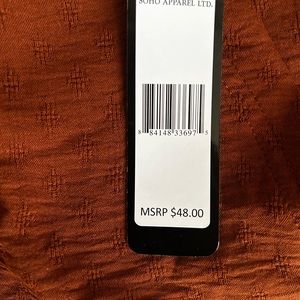 SOHO APPAREL LTD.
8 84148 33697 5
MSRP $48.00